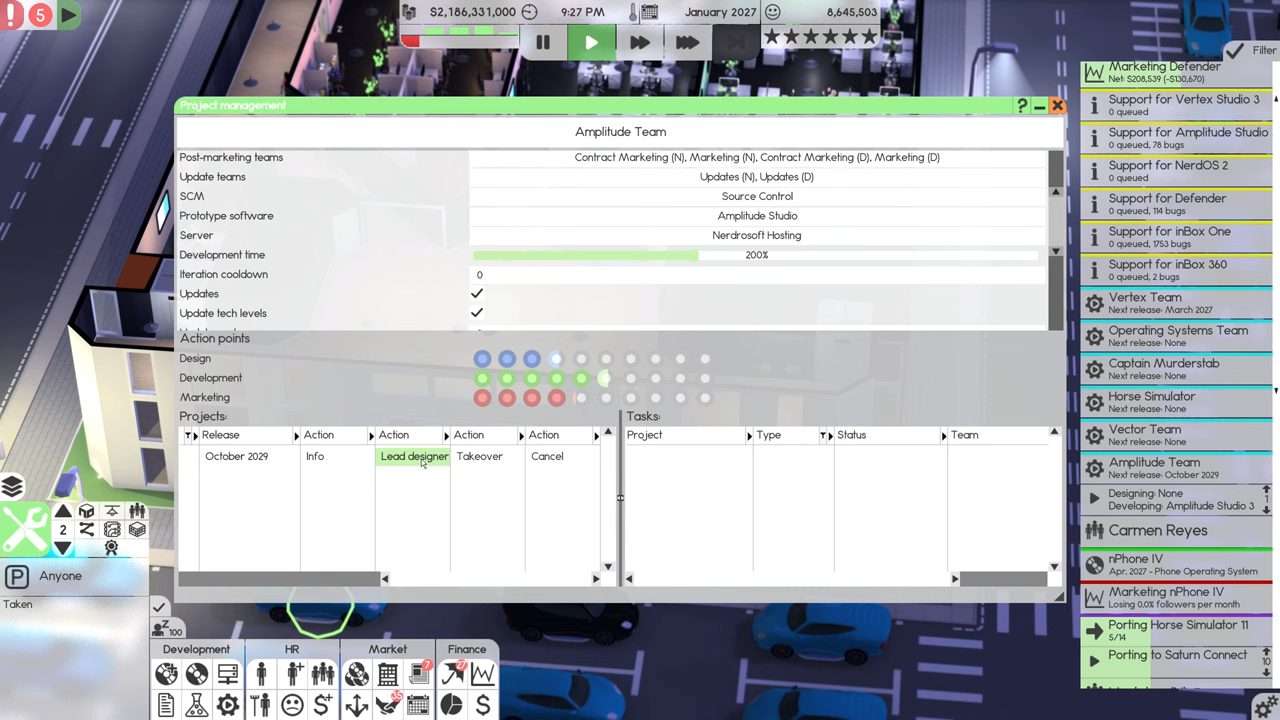 5
$2,186,331,000
9:27 PM
January 2027
8,645,503
Filter
Project management
?
Amplitude Team
Post-marketing teams
Contract Marketing (N), Marketing (N), Contract Marketing (D), Marketing (D)
Update teams
Updates (N), Updates (D)
SCM
Source Control
Prototype software
Amplitude Studio
Server
Nerdrosoft Hosting
Development time
200%
Iteration cooldown
0
Updates
Update tech levels
Action points
Design
Development
Marketing
Projects:
Release
Action
Action
Action
Action
October 2029
Info
Lead designer
Takeover
Cancel
Tasks:
Project
Type
Status
Team
Marketing Defender
Net: $208,539 (-$130,670)
Support for Vertex Studio 3
0 queued
Support for Amplitude Studio
0 queued, 78 bugs
Support for NerdOS 2
0 queued
Support for Defender
0 queued, 114 bugs
Support for inBox One
0 queued, 1753 bugs
Support for inBox 360
0 queued, 2 bugs
Vertex Team
Next release: March 2027
Operating Systems Team
Next release: None
Captain Murderstab
Next release: None
Horse Simulator
Next release: None
Vector Team
Next release: None
Amplitude Team
Next release: October 2029
Designing: None
Developing: Amplitude Studio 3
1
Carmen Reyes
nPhone IV
Apr. 2027 - Phone Operating System
Marketing nPhone IV
Losing 0.0% followers per month
Porting Horse Simulator 11
5/14
Porting to Saturn Connect
10
2
P
Anyone
Taken
Z
100
Development
HR
Market
Finance
7
27
35